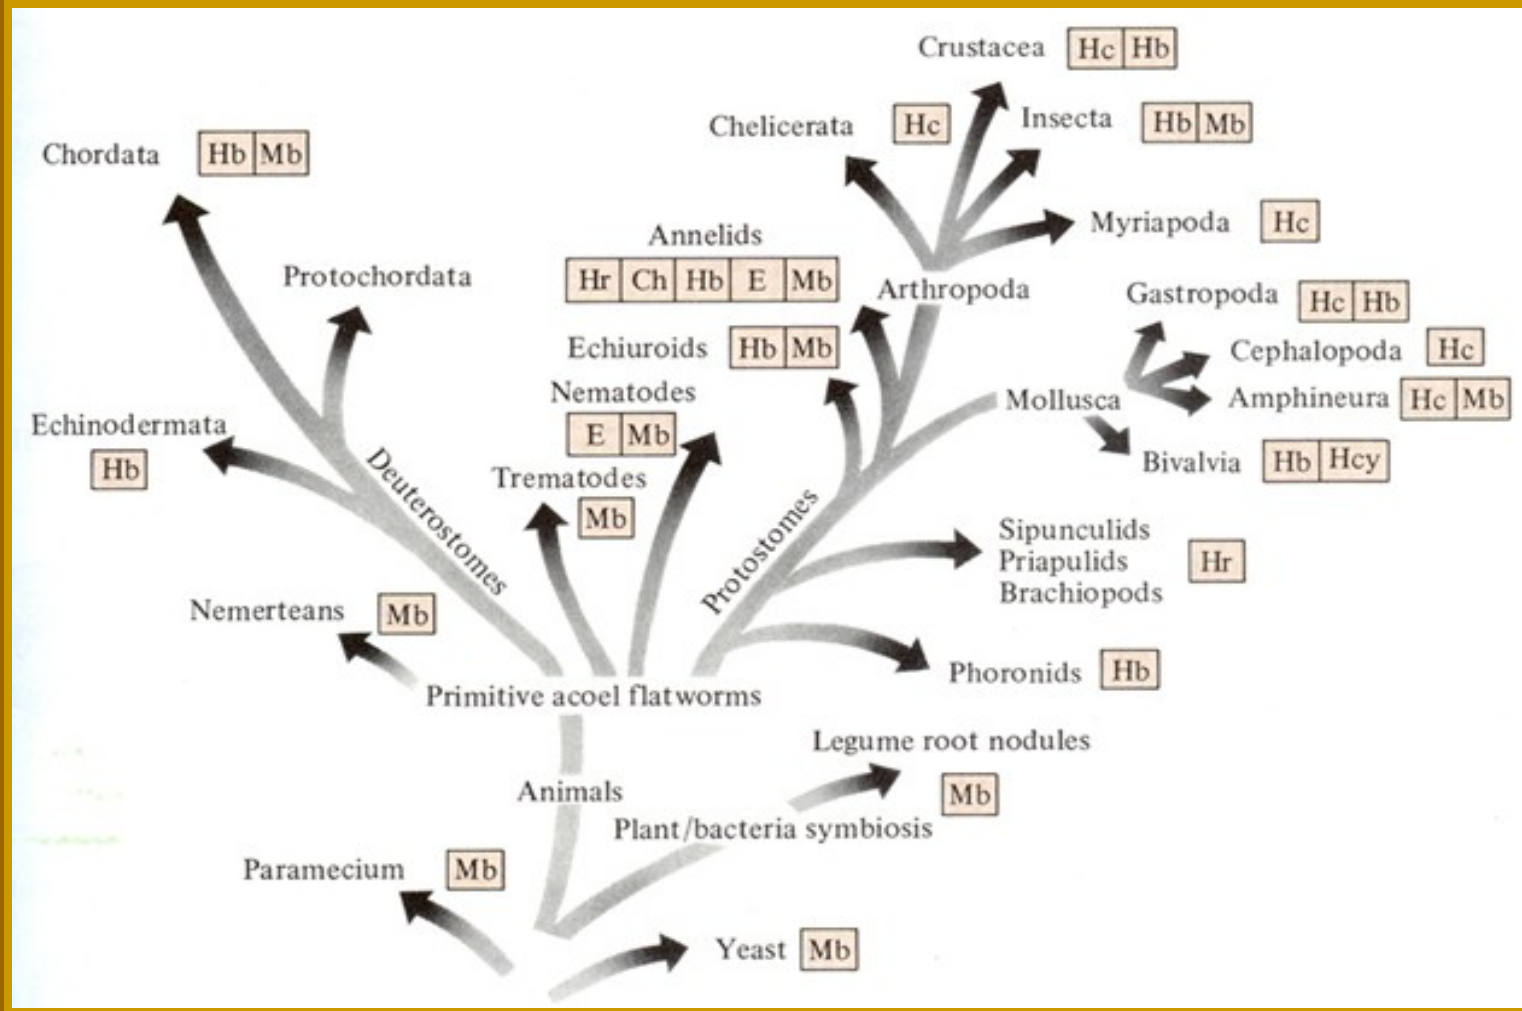 Crustacea Hc Hb
Chelicerata Hc
Insecta Hb Mb
Chordata Hb Mb
Myriapoda Hc
Annelids
Hr Ch Hb E Mb
Protochordata
Arthropoda
Gastropoda Hc Hb
Echiuroids Hb Mb
Cephalopoda Hc
Nematodes
E Mb
Mollusca
Amphineura Hc Mb
Echinodermata
Hb
Bivalvia Hb Hcy
Trematodes
Mb
Deuterostomes
Protostomes
Sipunculids
Priapulids
Brachiopods
Hr
Nemerteans Mb
Phoronids Hb
Primitive acoel flatworms
Legume root nodules
Mb
Animals
Plant/bacteria symbiosis
Paramecium Mb
Yeast Mb